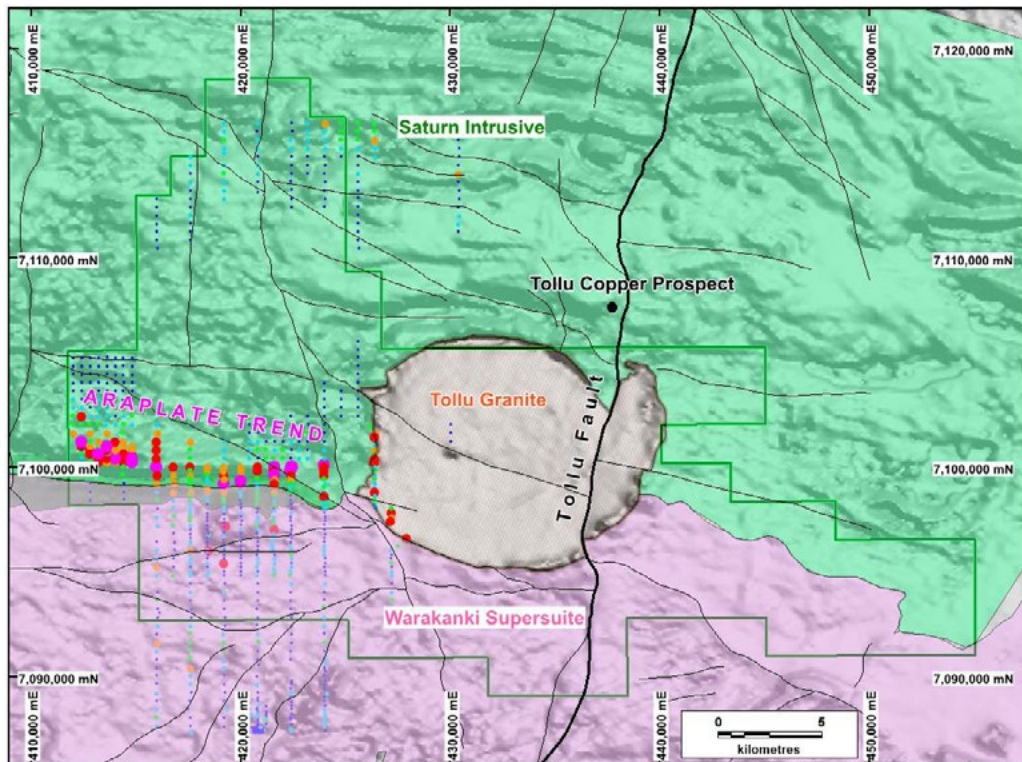 410,000 mE
420,000 mE
430,000 mE
440,000 mE
450,000 mE
7,120,000 mN
Saturn Intrusive
7,110,000 mN
7,110,000 mN
Tollu Copper Prospect
ARAPLATE TREND
Tollu Granite
Tollu Fault
7,100,000 mN
7,100,000 mN
Warakanki Supersuite
7,090,000 mN
7,090,000 mN
410,000 mE
420,000 mE
430,000 mE
440,000 mE
450,000 mE
0 5
kilometres